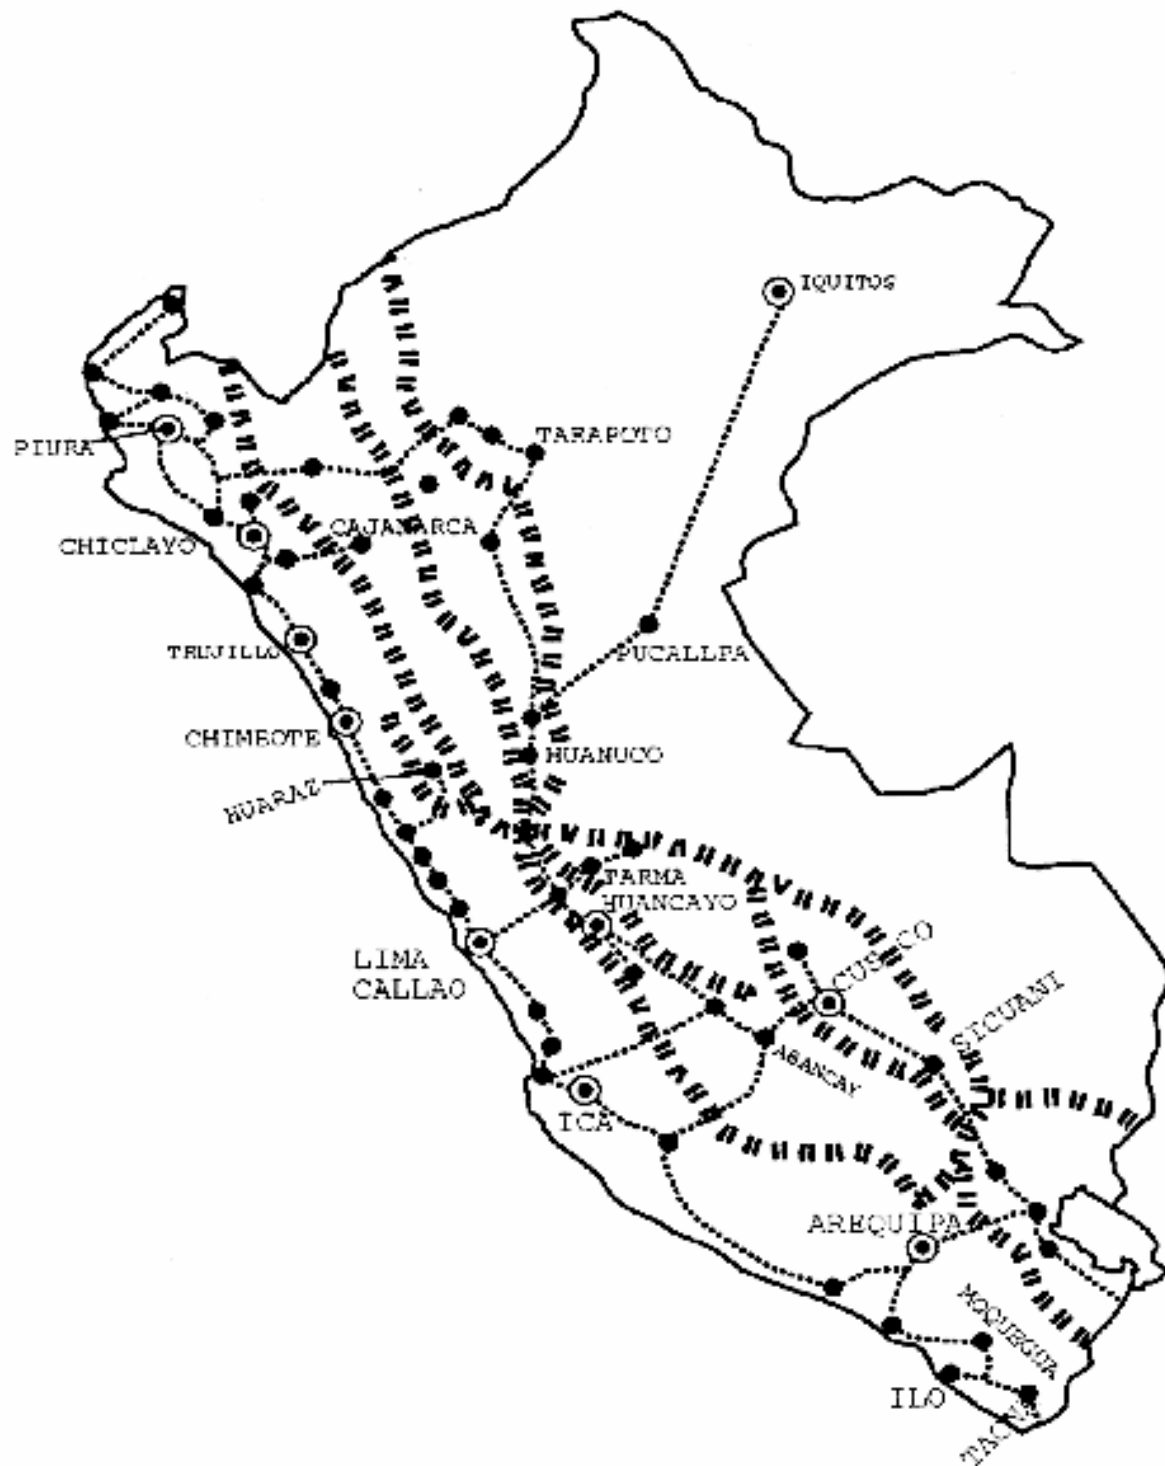 IQUITOS
PIURA
TARAPOTO
CHICLAYO
CAJAMARCA
TRUJILLO
PUCALLPA
CHIMBOTE
HUANUCO
HUARAZ
TARMA
HUANCAYO
LIMA
CALLAO
CUSCO
SICUANI
ABANCAY
ICA
AREQUIPA
MOQUEGUA
ILO
TACNA